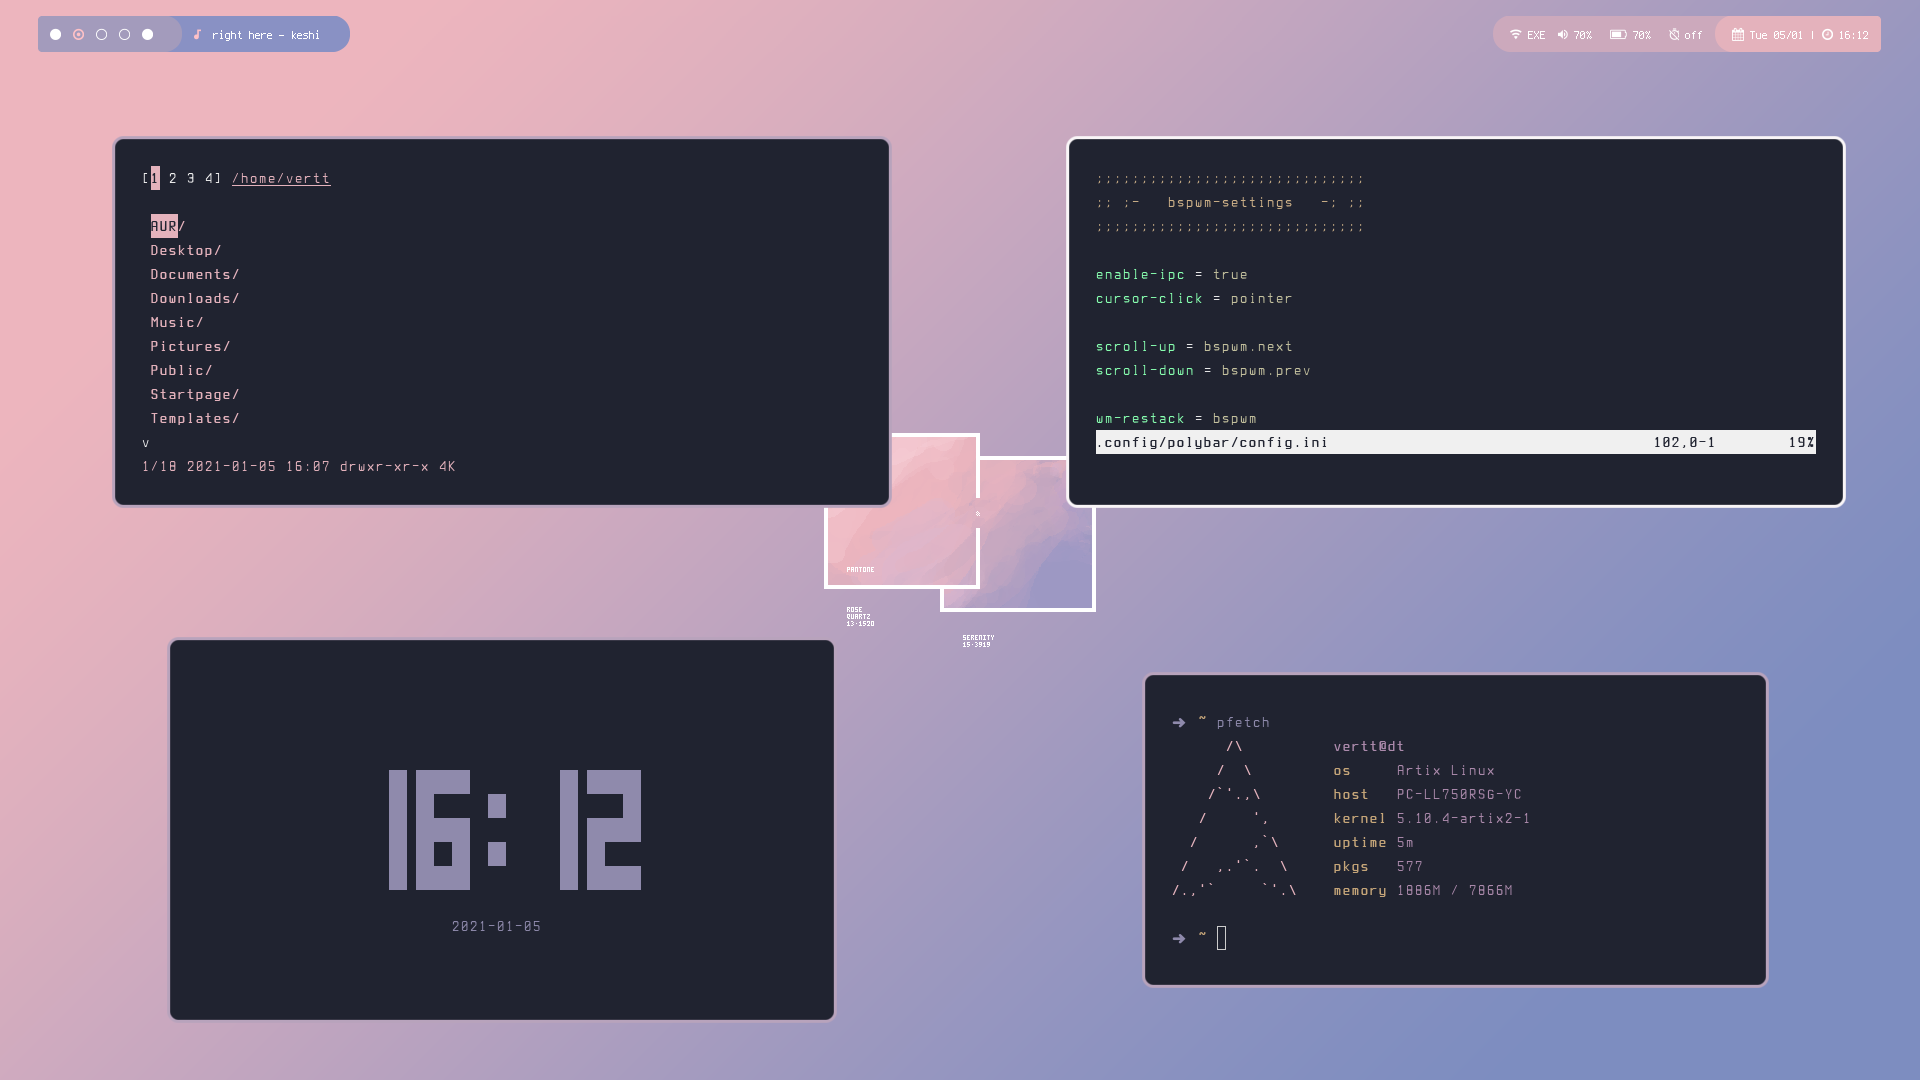 right here - keshi
EXE 70% 70% off
Tue 05/01 | 16:12
[1 2 3 4] /home/vertt
AUR/
Desktop/
Documents/
Downloads/
Music/
Pictures/
Public/
Startpage/
Templates/
v
1/18 2021-01-05 16:07 drwxr-xr-x 4K
;;;;;;;;;;;;;;;;;;;;;;;;;;;;;;
;; ;-   bspwm-settings   -; ;;
;;;;;;;;;;;;;;;;;;;;;;;;;;;;;;
enable-ipc = true
cursor-click = pointer
scroll-up = bspwm.next
scroll-down = bspwm.prev
wm-restack = bspwm
.config/polybar/config.ini 102,0-1 19%
&
PANTONE
ROSE
QUARTZ
13-1520
SERENITY
15-3919
16:12
2021-01-05
➜ ~ pfetch
      /\          vertt@dt
     /  \         os     Artix Linux
    /`'.,\        host   PC-LL750RSG-YC
   /     ',       kernel 5.10.4-artix2-1
  /      ,`\      uptime 5m
 /   ,.'`.  \     pkgs   577
/.,'`     `'.\    memory 1886M / 7866M
➜ ~